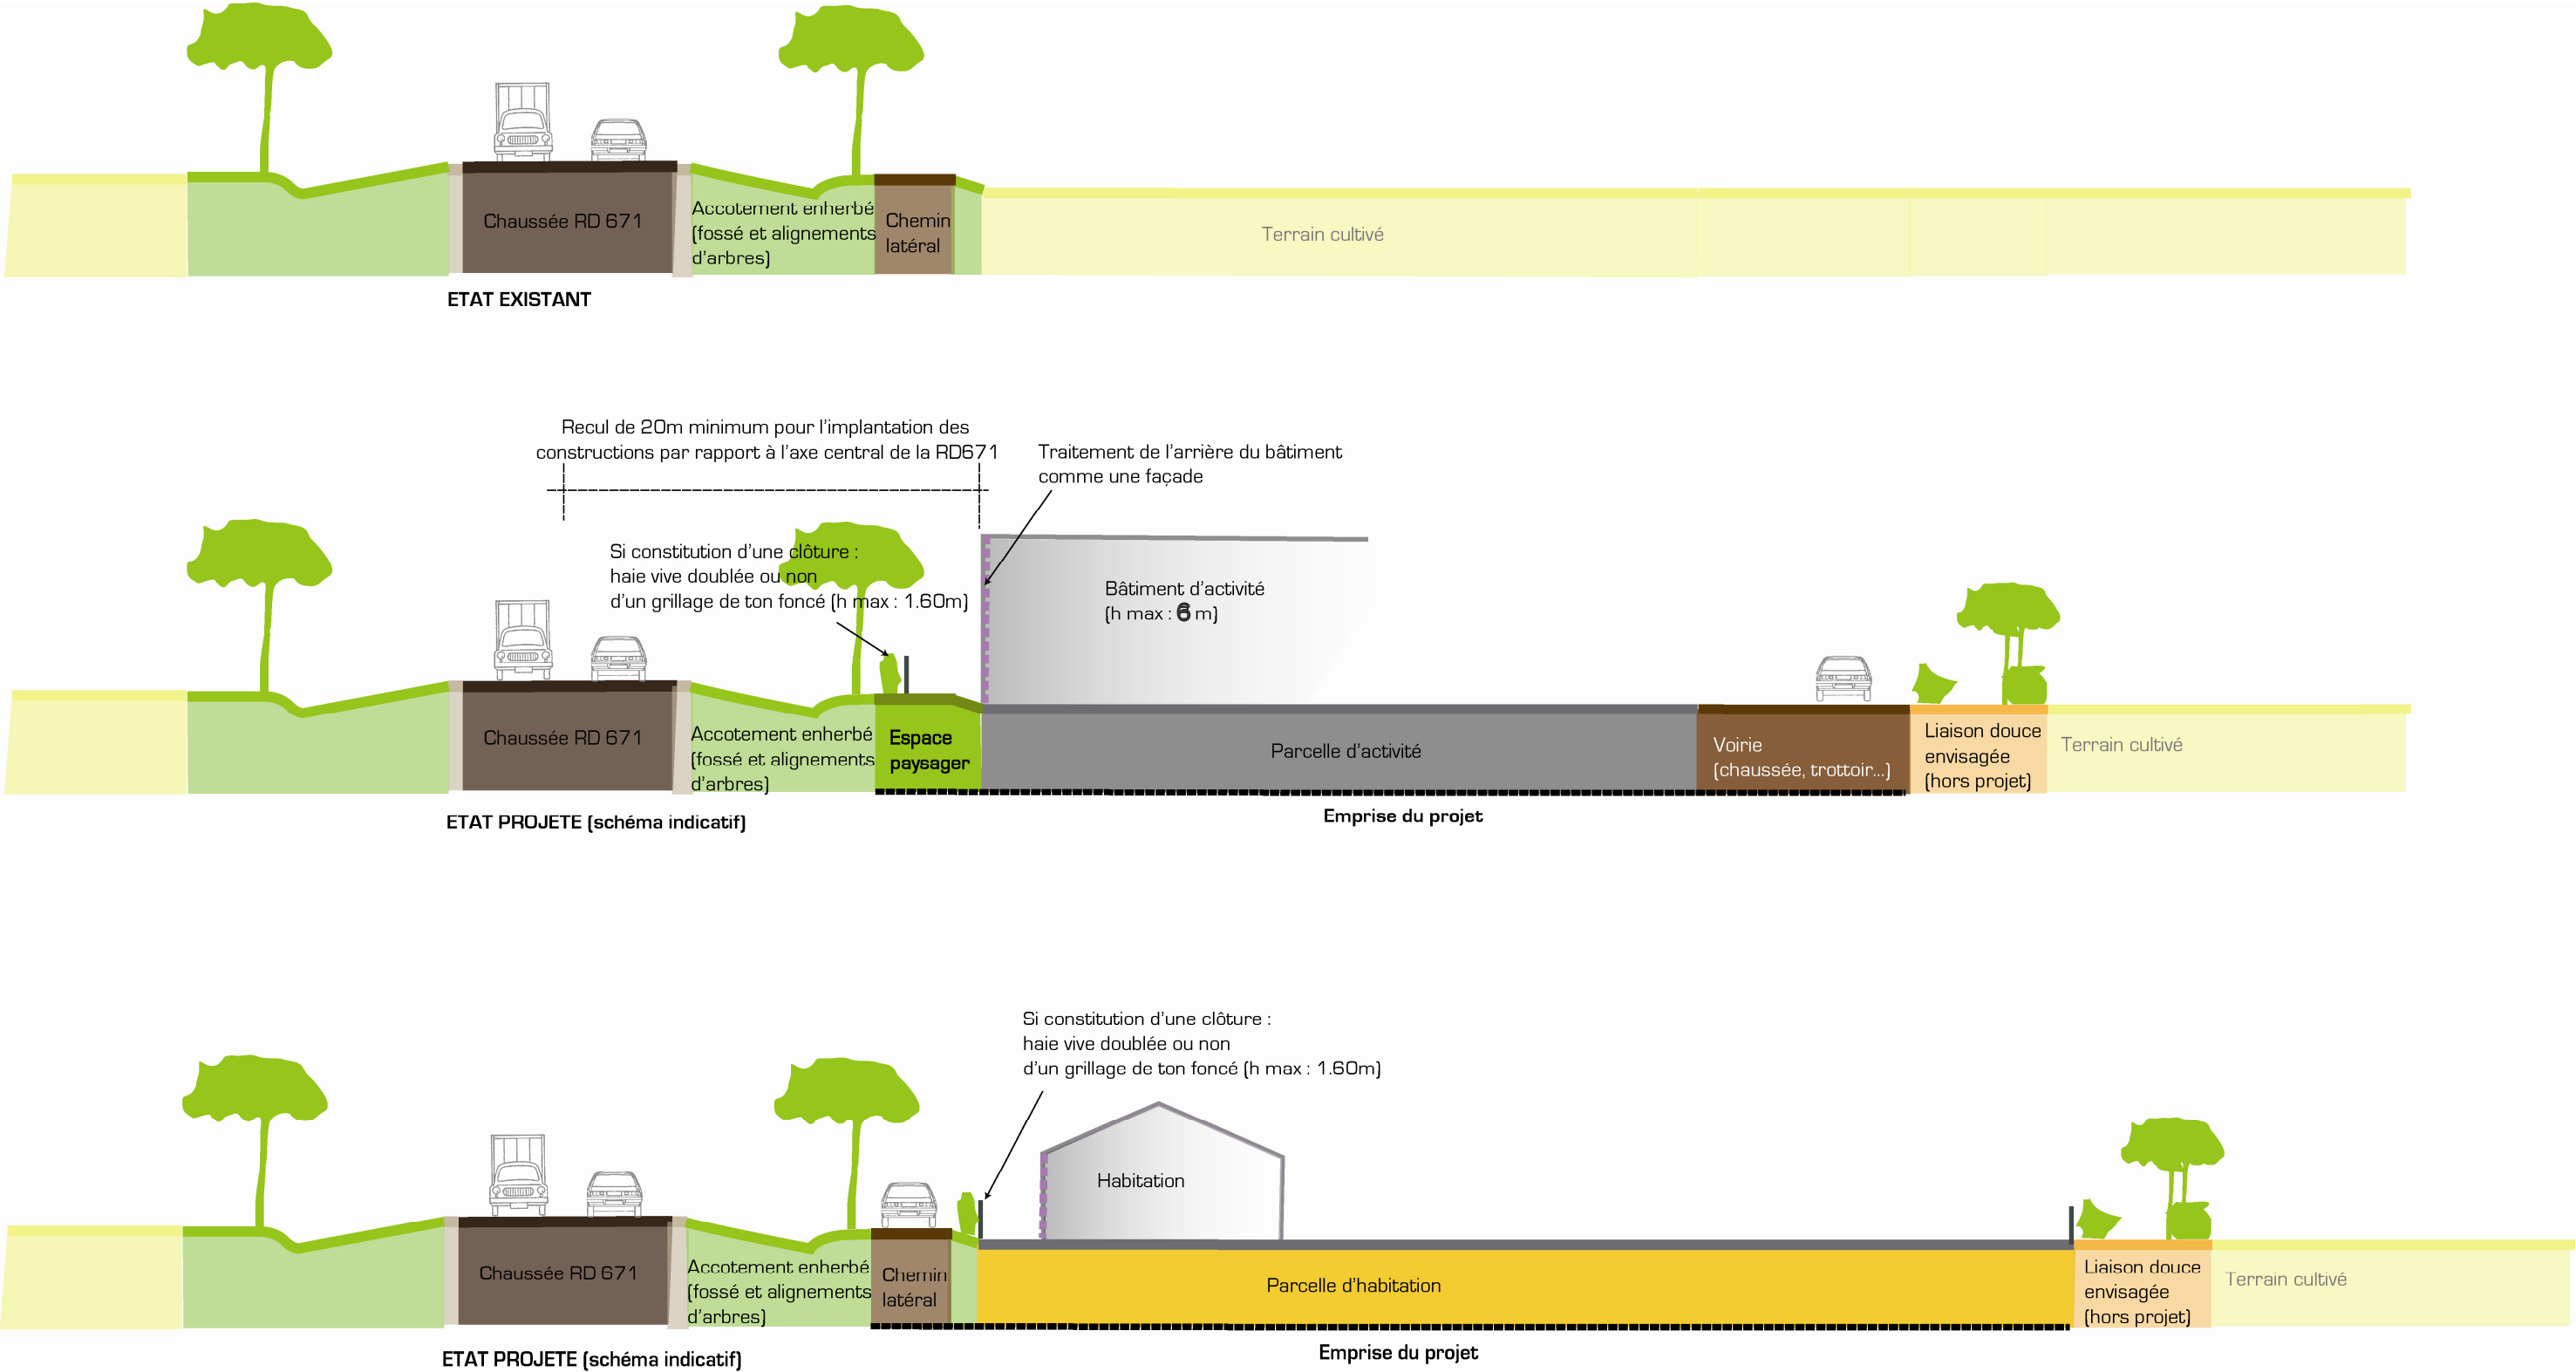 Chaussée RD 671
Accotement enherbé
(fossé et alignements
d'arbres)
Chemin
latéral
Terrain cultivé
ETAT EXISTANT
Recul de 20m minimum pour l'implantation des
constructions par rapport à l'axe central de la RD671
Traitement de l'arrière du bâtiment
comme une façade
Si constitution d'une clôture :
haie vive doublée ou non
d'un grillage de ton foncé (h max : 1.60m)
Bâtiment d'activité
(h max : 6 m)
Chaussée RD 671
Accotement enherbé
(fossé et alignements
d'arbres)
Espace
paysager
Parcelle d'activité
Voirie
(chaussée, trottoir...)
Liaison douce
envisagée
(hors projet)
Terrain cultivé
ETAT PROJETE (schéma indicatif)
Emprise du projet
Si constitution d'une clôture :
haie vive doublée ou non
d'un grillage de ton foncé (h max : 1.60m)
Habitation
Chaussée RD 671
Accotement enherbé
(fossé et alignements
d'arbres)
Chemin
latéral
Parcelle d'habitation
Liaison douce
envisagée
(hors projet)
Terrain cultivé
ETAT PROJETE (schéma indicatif)
Emprise du projet